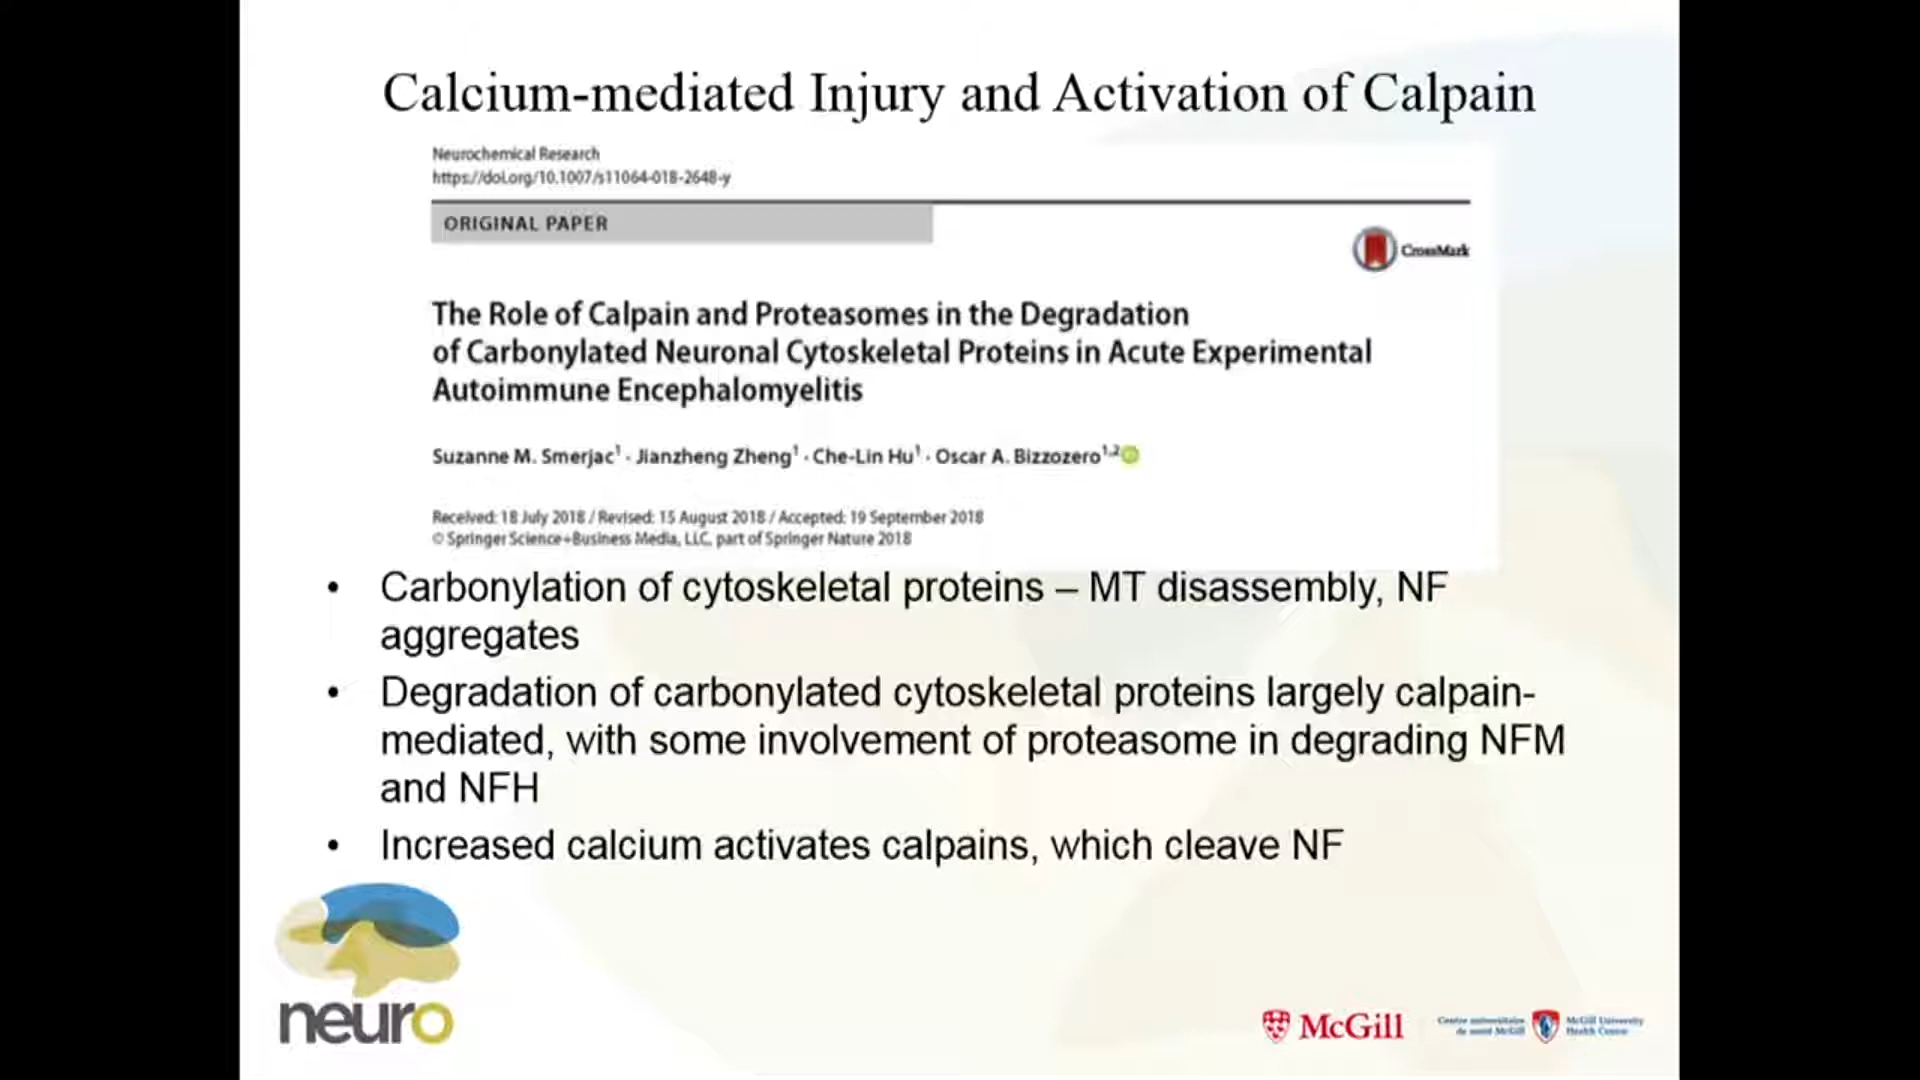 Calcium-mediated Injury and Activation of Calpain
Neurochemical Research
https://doi.org/10.1007/s11064-018-2648-y
ORIGINAL PAPER
CrossMark
The Role of Calpain and Proteasomes in the Degradation
of Carbonylated Neuronal Cytoskeletal Proteins in Acute Experimental
Autoimmune Encephalomyelitis
Suzanne M. Smerjac¹ · Jianzheng Zheng¹ · Che-Lin Hu¹ · Oscar A. Bizzozero¹,²
Received: 18 July 2018 / Revised: 15 August 2018 / Accepted: 19 September 2018
© Springer Science+Business Media, LLC, part of Springer Nature 2018
• Carbonylation of cytoskeletal proteins – MT disassembly, NF
aggregates
• Degradation of carbonylated cytoskeletal proteins largely calpain-
mediated, with some involvement of proteasome in degrading NFM
and NFH
• Increased calcium activates calpains, which cleave NF
neuro
McGill
Centre universitaire
de santé McGill
McGill University
Health Centre